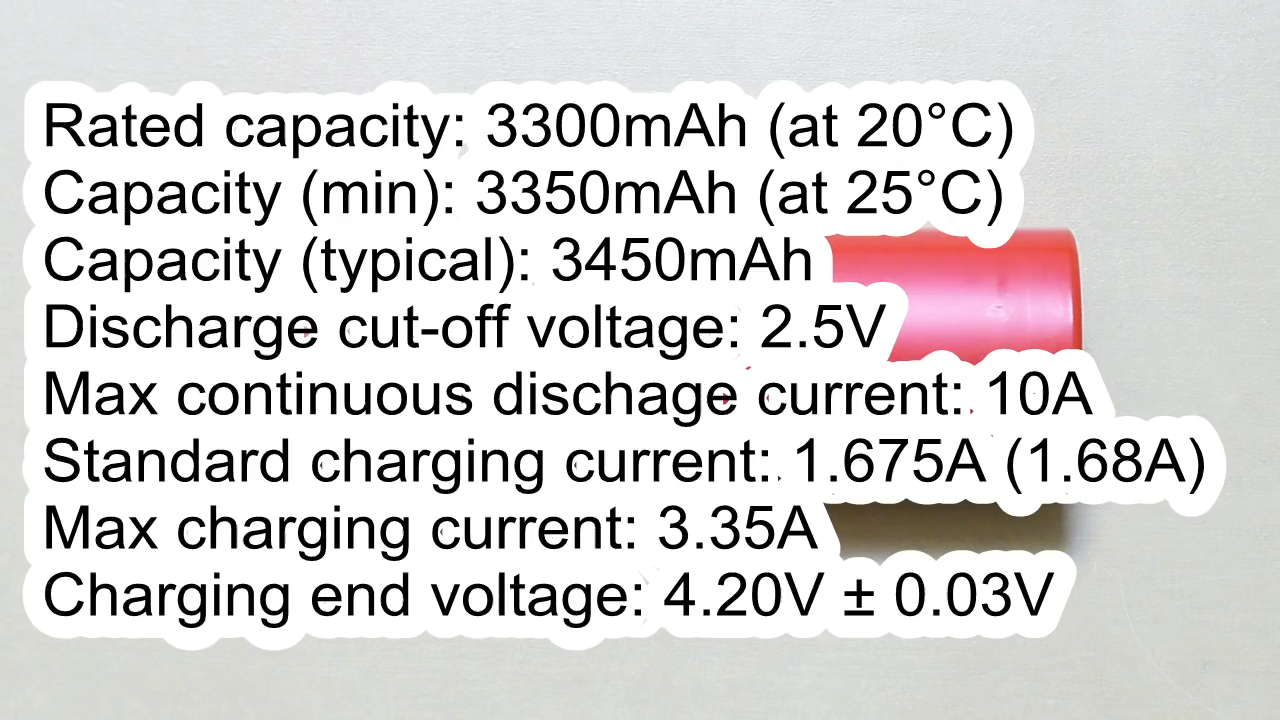 Rated capacity: 3300mAh (at 20°C)
Capacity (min): 3350mAh (at 25°C)
Capacity (typical): 3450mAh
Discharge cut-off voltage: 2.5V
Max continuous dischage current: 10A
Standard charging current: 1.675A (1.68A)
Max charging current: 3.35A
Charging end voltage: 4.20V ± 0.03V